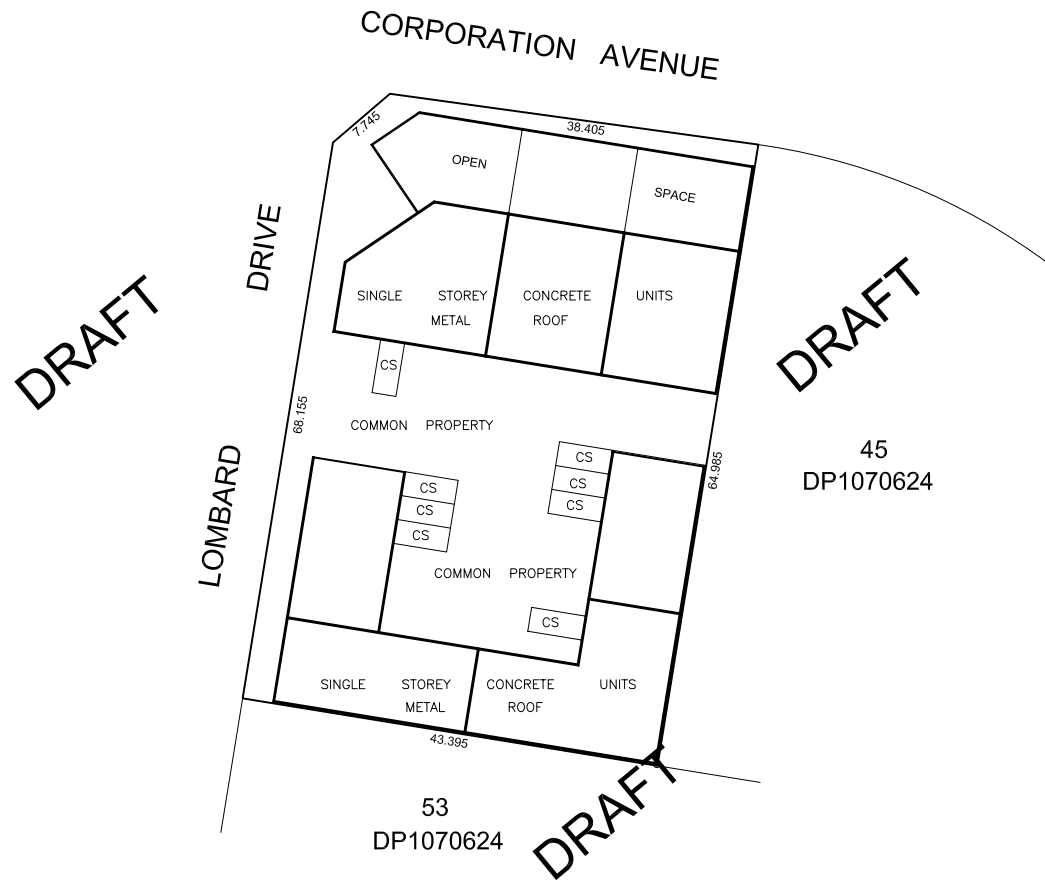 CORPORATION AVENUE
7.745
38.405
OPEN
SPACE
DRIVE
DRAFT
DRAFT
SINGLE STOREY CONCRETE UNITS
METAL ROOF
CS
68.155
COMMON PROPERTY
45
DP1070624
64.985
LOMBARD
CS
CS
CS
CS
CS
CS
COMMON PROPERTY
CS
SINGLE STOREY CONCRETE UNITS
METAL ROOF
43.395
DRAFT
53
DP1070624